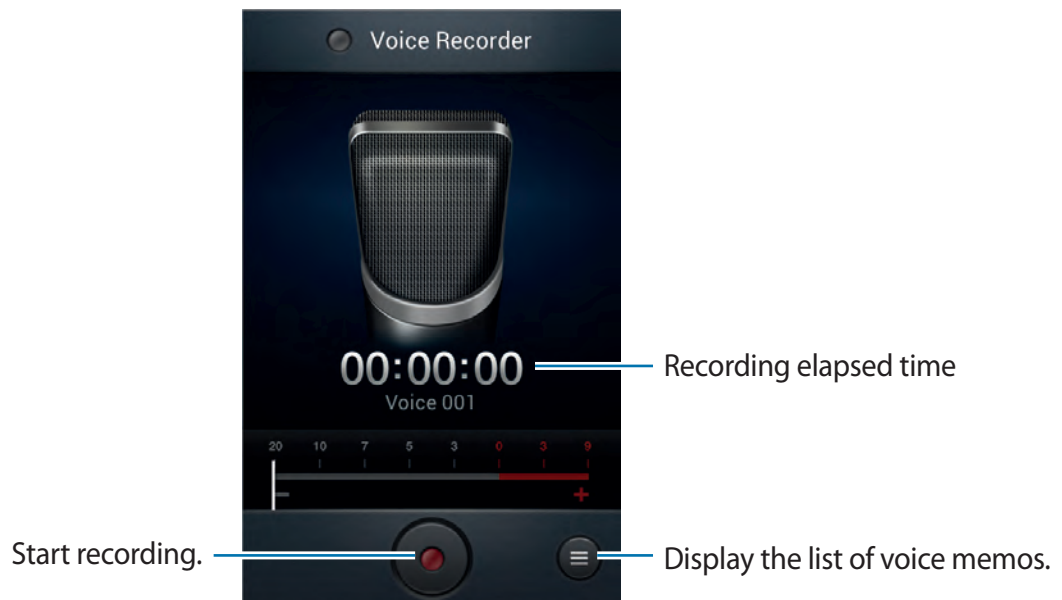 Voice Recorder
00:00:00
Recording elapsed time
Voice 001
20 10 7 5 3 0 3 9
− +
Start recording.
Display the list of voice memos.